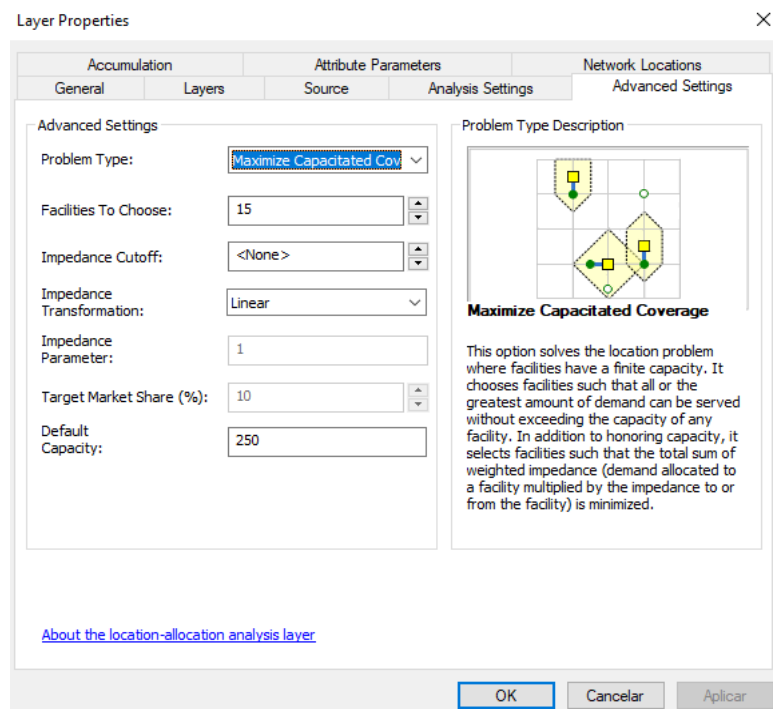 Layer Properties
Accumulation
Attribute Parameters
Network Locations
General
Layers
Source
Analysis Settings
Advanced Settings
Advanced Settings
Problem Type:
Maximize Capacitated Cov
Facilities To Choose:
15
Impedance Cutoff:
<None>
Impedance
Transformation:
Linear
Impedance
Parameter:
1
Target Market Share (%):
10
Default
Capacity:
250
Problem Type Description
Maximize Capacitated Coverage
This option solves the location problem
where facilities have a finite capacity. It
chooses facilities such that all or the
greatest amount of demand can be served
without exceeding the capacity of any
facility. In addition to honoring capacity, it
selects facilities such that the total sum of
weighted impedance (demand allocated to
a facility multiplied by the impedance to or
from the facility) is minimized.
About the location-allocation analysis layer
OK
Cancelar
Aplicar